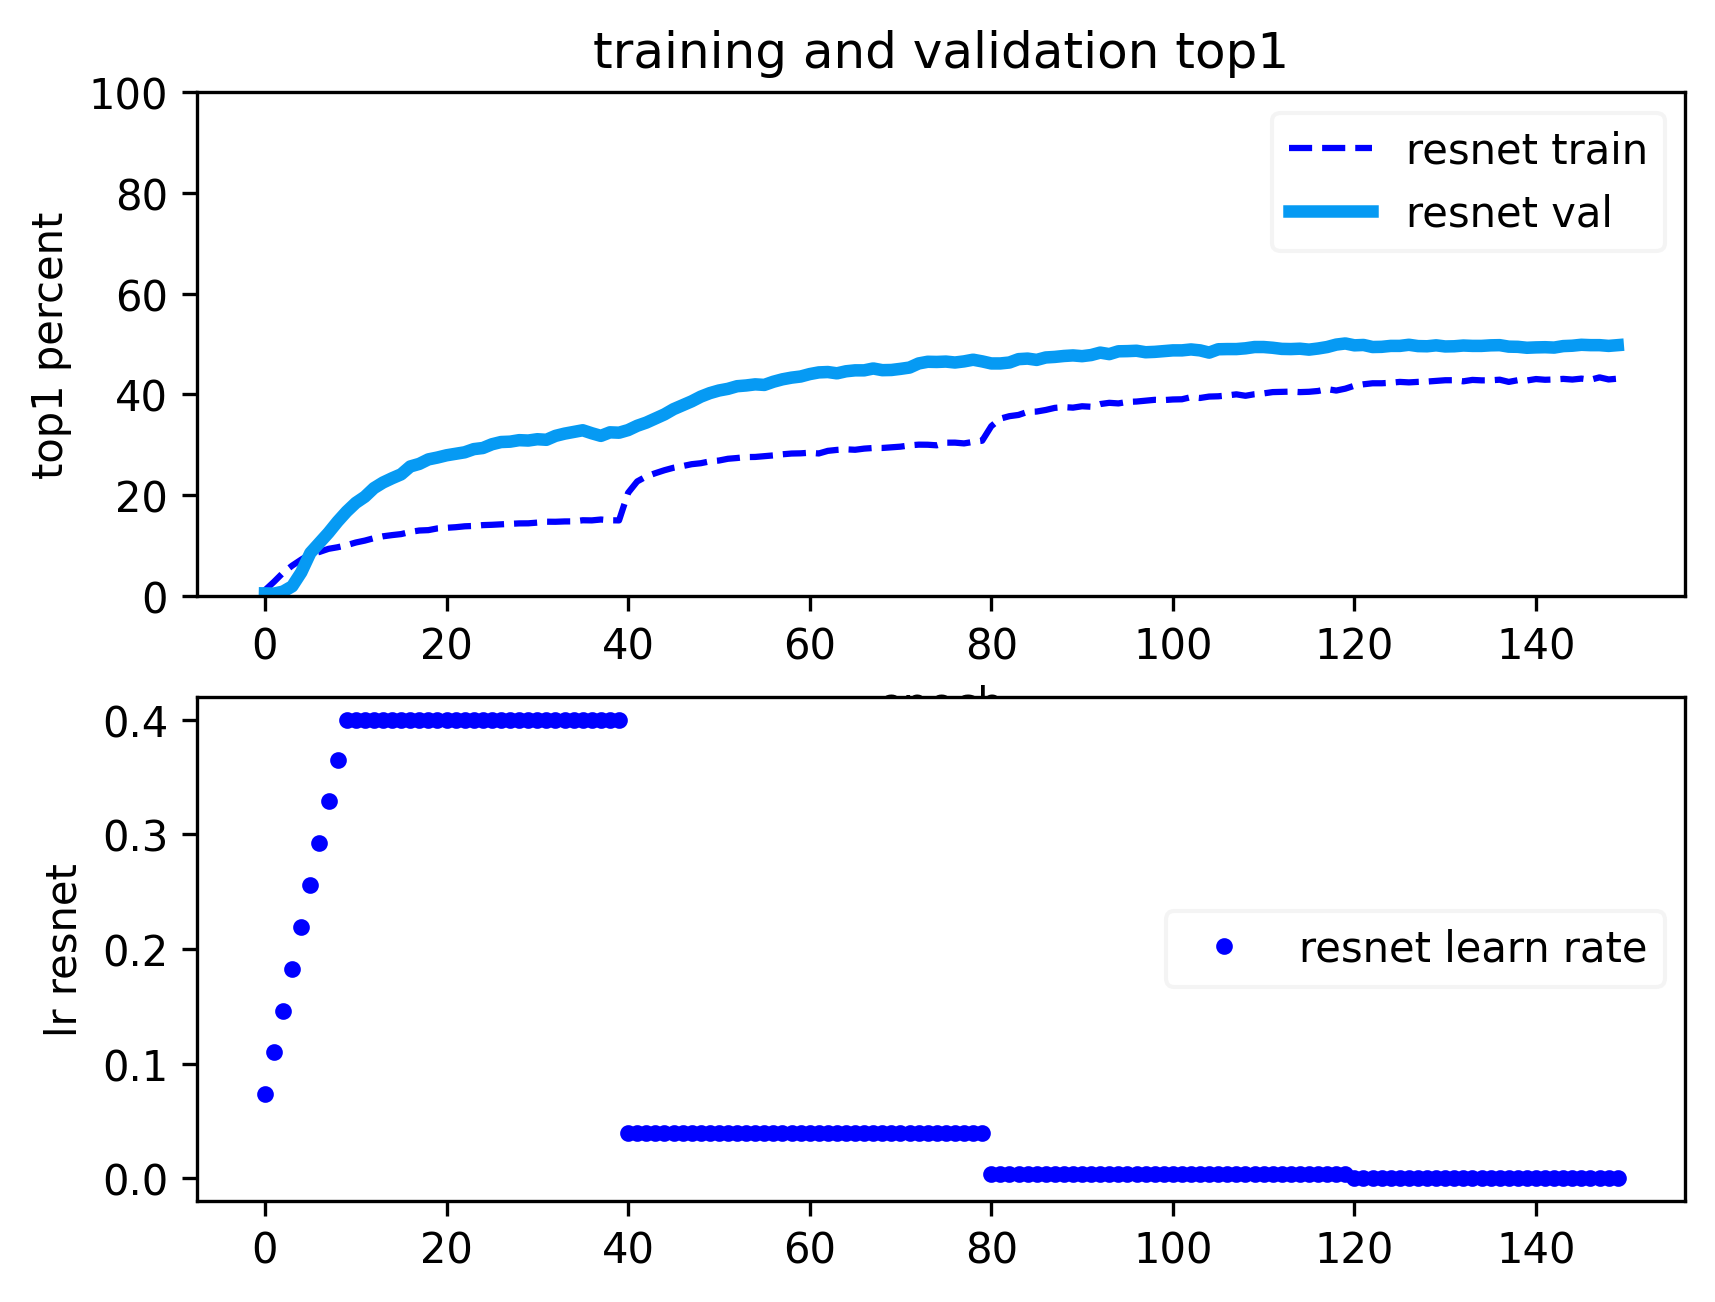 training and validation top1
100
80
60
40
20
0
top1 percent
resnet train
resnet val
0 20 40 60 80 100 120 140
0.4
0.3
0.2
0.1
0.0
lr resnet
resnet learn rate
0 20 40 60 80 100 120 140